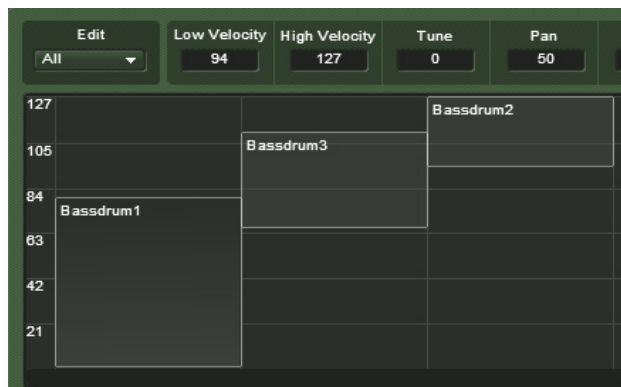 Edit Low Velocity High Velocity Tune Pan
All 94 127 0 50
127 Bassdrum2
105 Bassdrum3
84
Bassdrum1
63
42
21